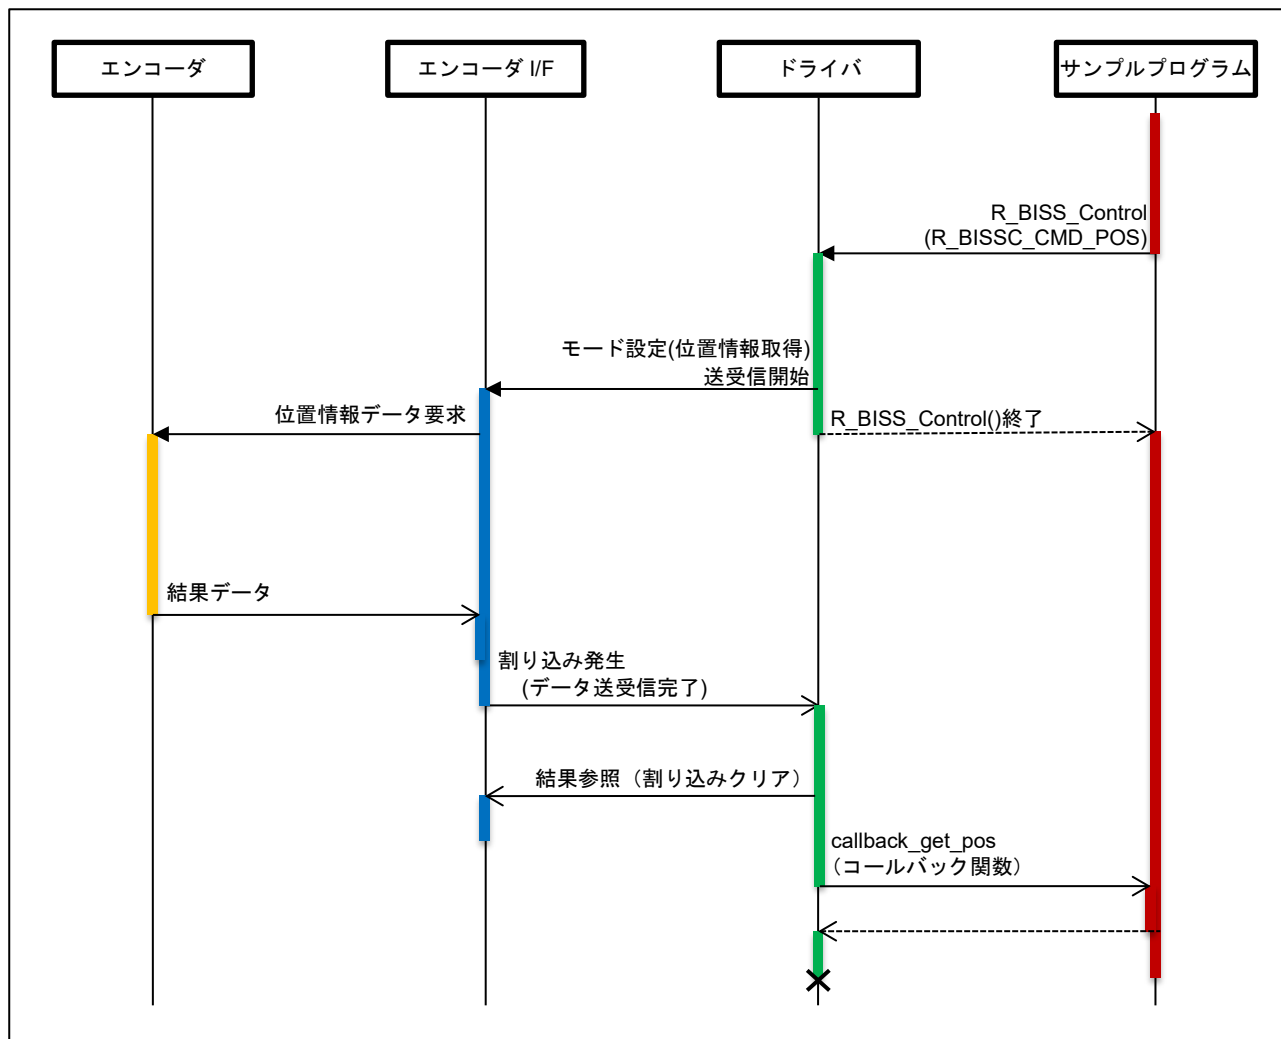 エンコーダ
エンコーダ I/F
ドライバ
サンプルプログラム
R_BISS_Control
(R_BISSC_CMD_POS)
モード設定(位置情報取得)
送受信開始
位置情報データ要求
R_BISS_Control()終了
結果データ
割り込み発生
(データ送受信完了)
結果参照（割り込みクリア）
callback_get_pos
（コールバック関数）